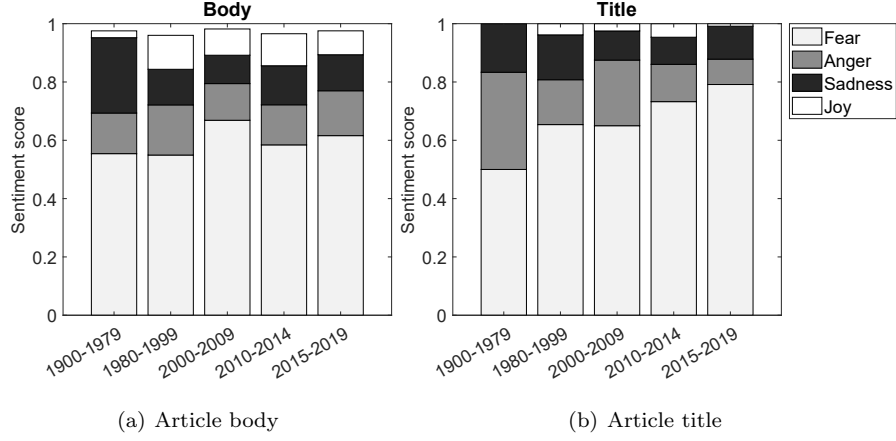 Body
Title
Sentiment score
1
0.8
0.6
0.4
0.2
0
1900-1979
1980-1999
2000-2009
2010-2014
2015-2019
Sentiment score
1
0.8
0.6
0.4
0.2
0
1900-1979
1980-1999
2000-2009
2010-2014
2015-2019
Fear
Anger
Sadness
Joy
(a) Article body
(b) Article title